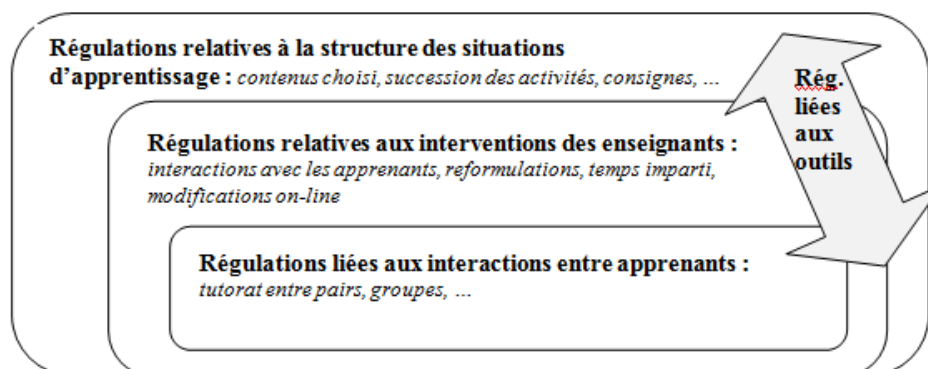 Régulations relatives à la structure des situations
d'apprentissage : contenus choisi, succession des activités, consignes, …
Rég.
liées
aux
outils
Régulations relatives aux interventions des enseignants :
interactions avec les apprenants, reformulations, temps imparti,
modifications on-line
Régulations liées aux interactions entre apprenants :
tutorat entre pairs, groupes, …